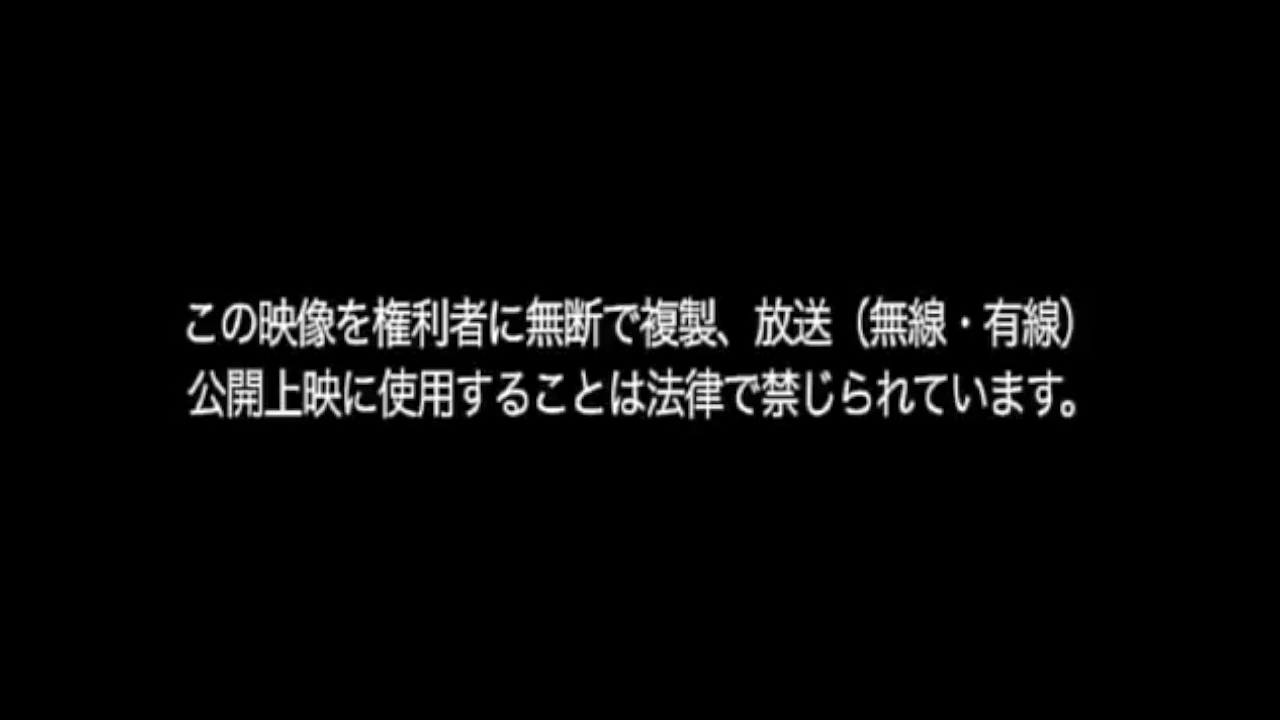 この映像を権利者に無断で複製、放送（無線・有線）
公開上映に使用することは法律で禁じられています。